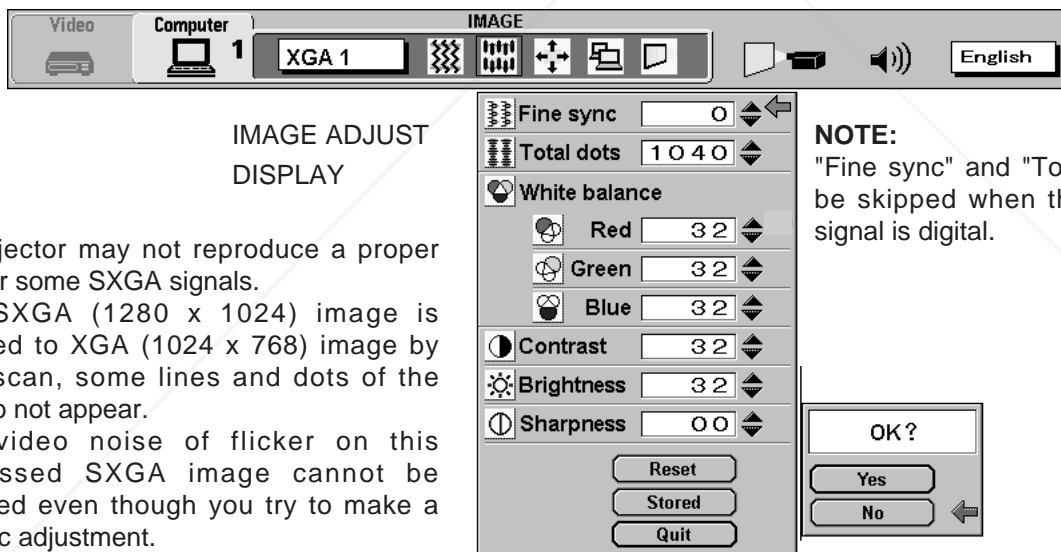 Video Computer IMAGE
1 XGA 1 English
IMAGE ADJUST
DISPLAY
jector may not reproduce a proper
r some SXGA signals.
SXGA (1280 x 1024) image is
ed to XGA (1024 x 768) image by
scan, some lines and dots of the
o not appear.
video noise of flicker on this
essed SXGA image cannot be
ed even though you try to make a
c adjustment.
Fine sync 0
Total dots 1040
White balance
Red 32
Green 32
Blue 32
Contrast 32
Brightness 32
Sharpness 00
Reset
Stored
Quit
NOTE:
"Fine sync" and "To
be skipped when th
signal is digital.
OK?
Yes
No